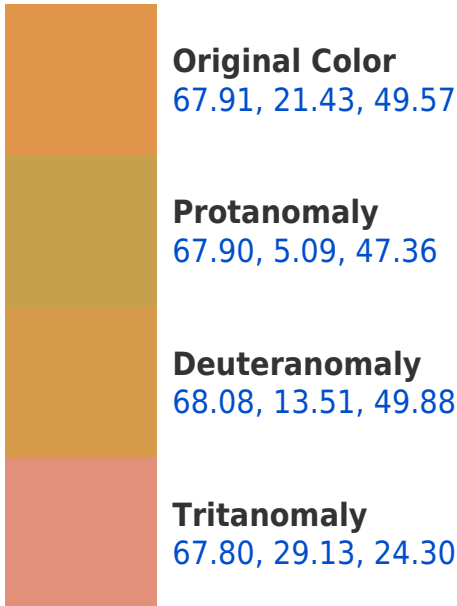 Original Color
67.91, 21.43, 49.57
Protanomaly
67.90, 5.09, 47.36
Deuteranomaly
68.08, 13.51, 49.88
Tritanomaly
67.80, 29.13, 24.30